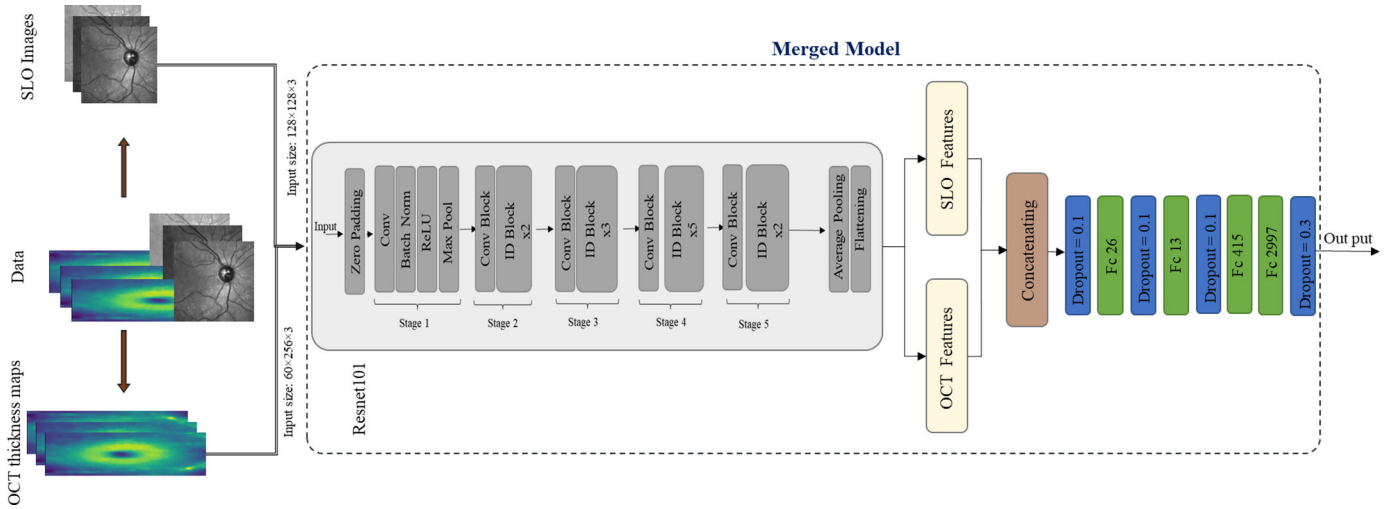 SLO Images
Data
OCT thickness maps
Input size: 128×128×3
Input size: 60×256×3
Merged Model
Resnet101
Input
Zero Padding
Conv
Batch Norm
ReLU
Max Pool
Stage 1
Conv Block
ID Block
x2
Stage 2
Conv Block
ID Block
x3
Stage 3
Conv Block
ID Block
x5
Stage 4
Conv Block
ID Block
x2
Stage 5
Average Pooling
Flattening
SLO Features
OCT Features
Concatenating
Dropout = 0.1
Fc 26
Dropout = 0.1
Fc 13
Dropout = 0.1
Fc 415
Fc 2997
Dropout = 0.3
Out put